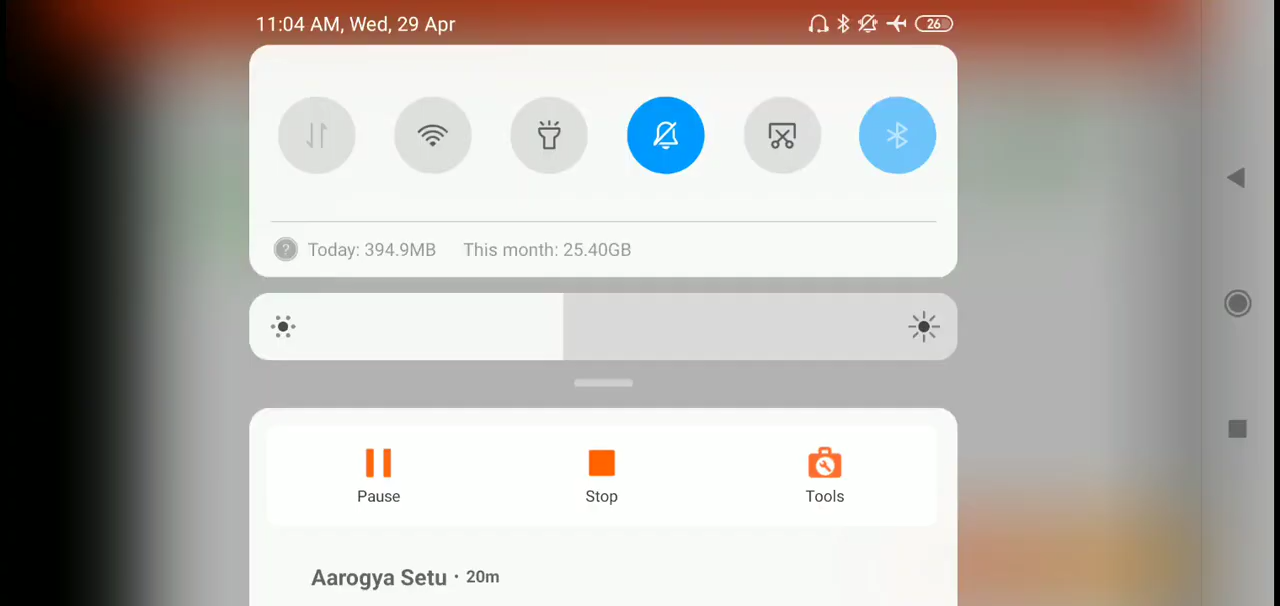 11:04 AM, Wed, 29 Apr 26
? Today: 394.9MB This month: 25.40GB
Pause Stop Tools
Aarogya Setu · 20m